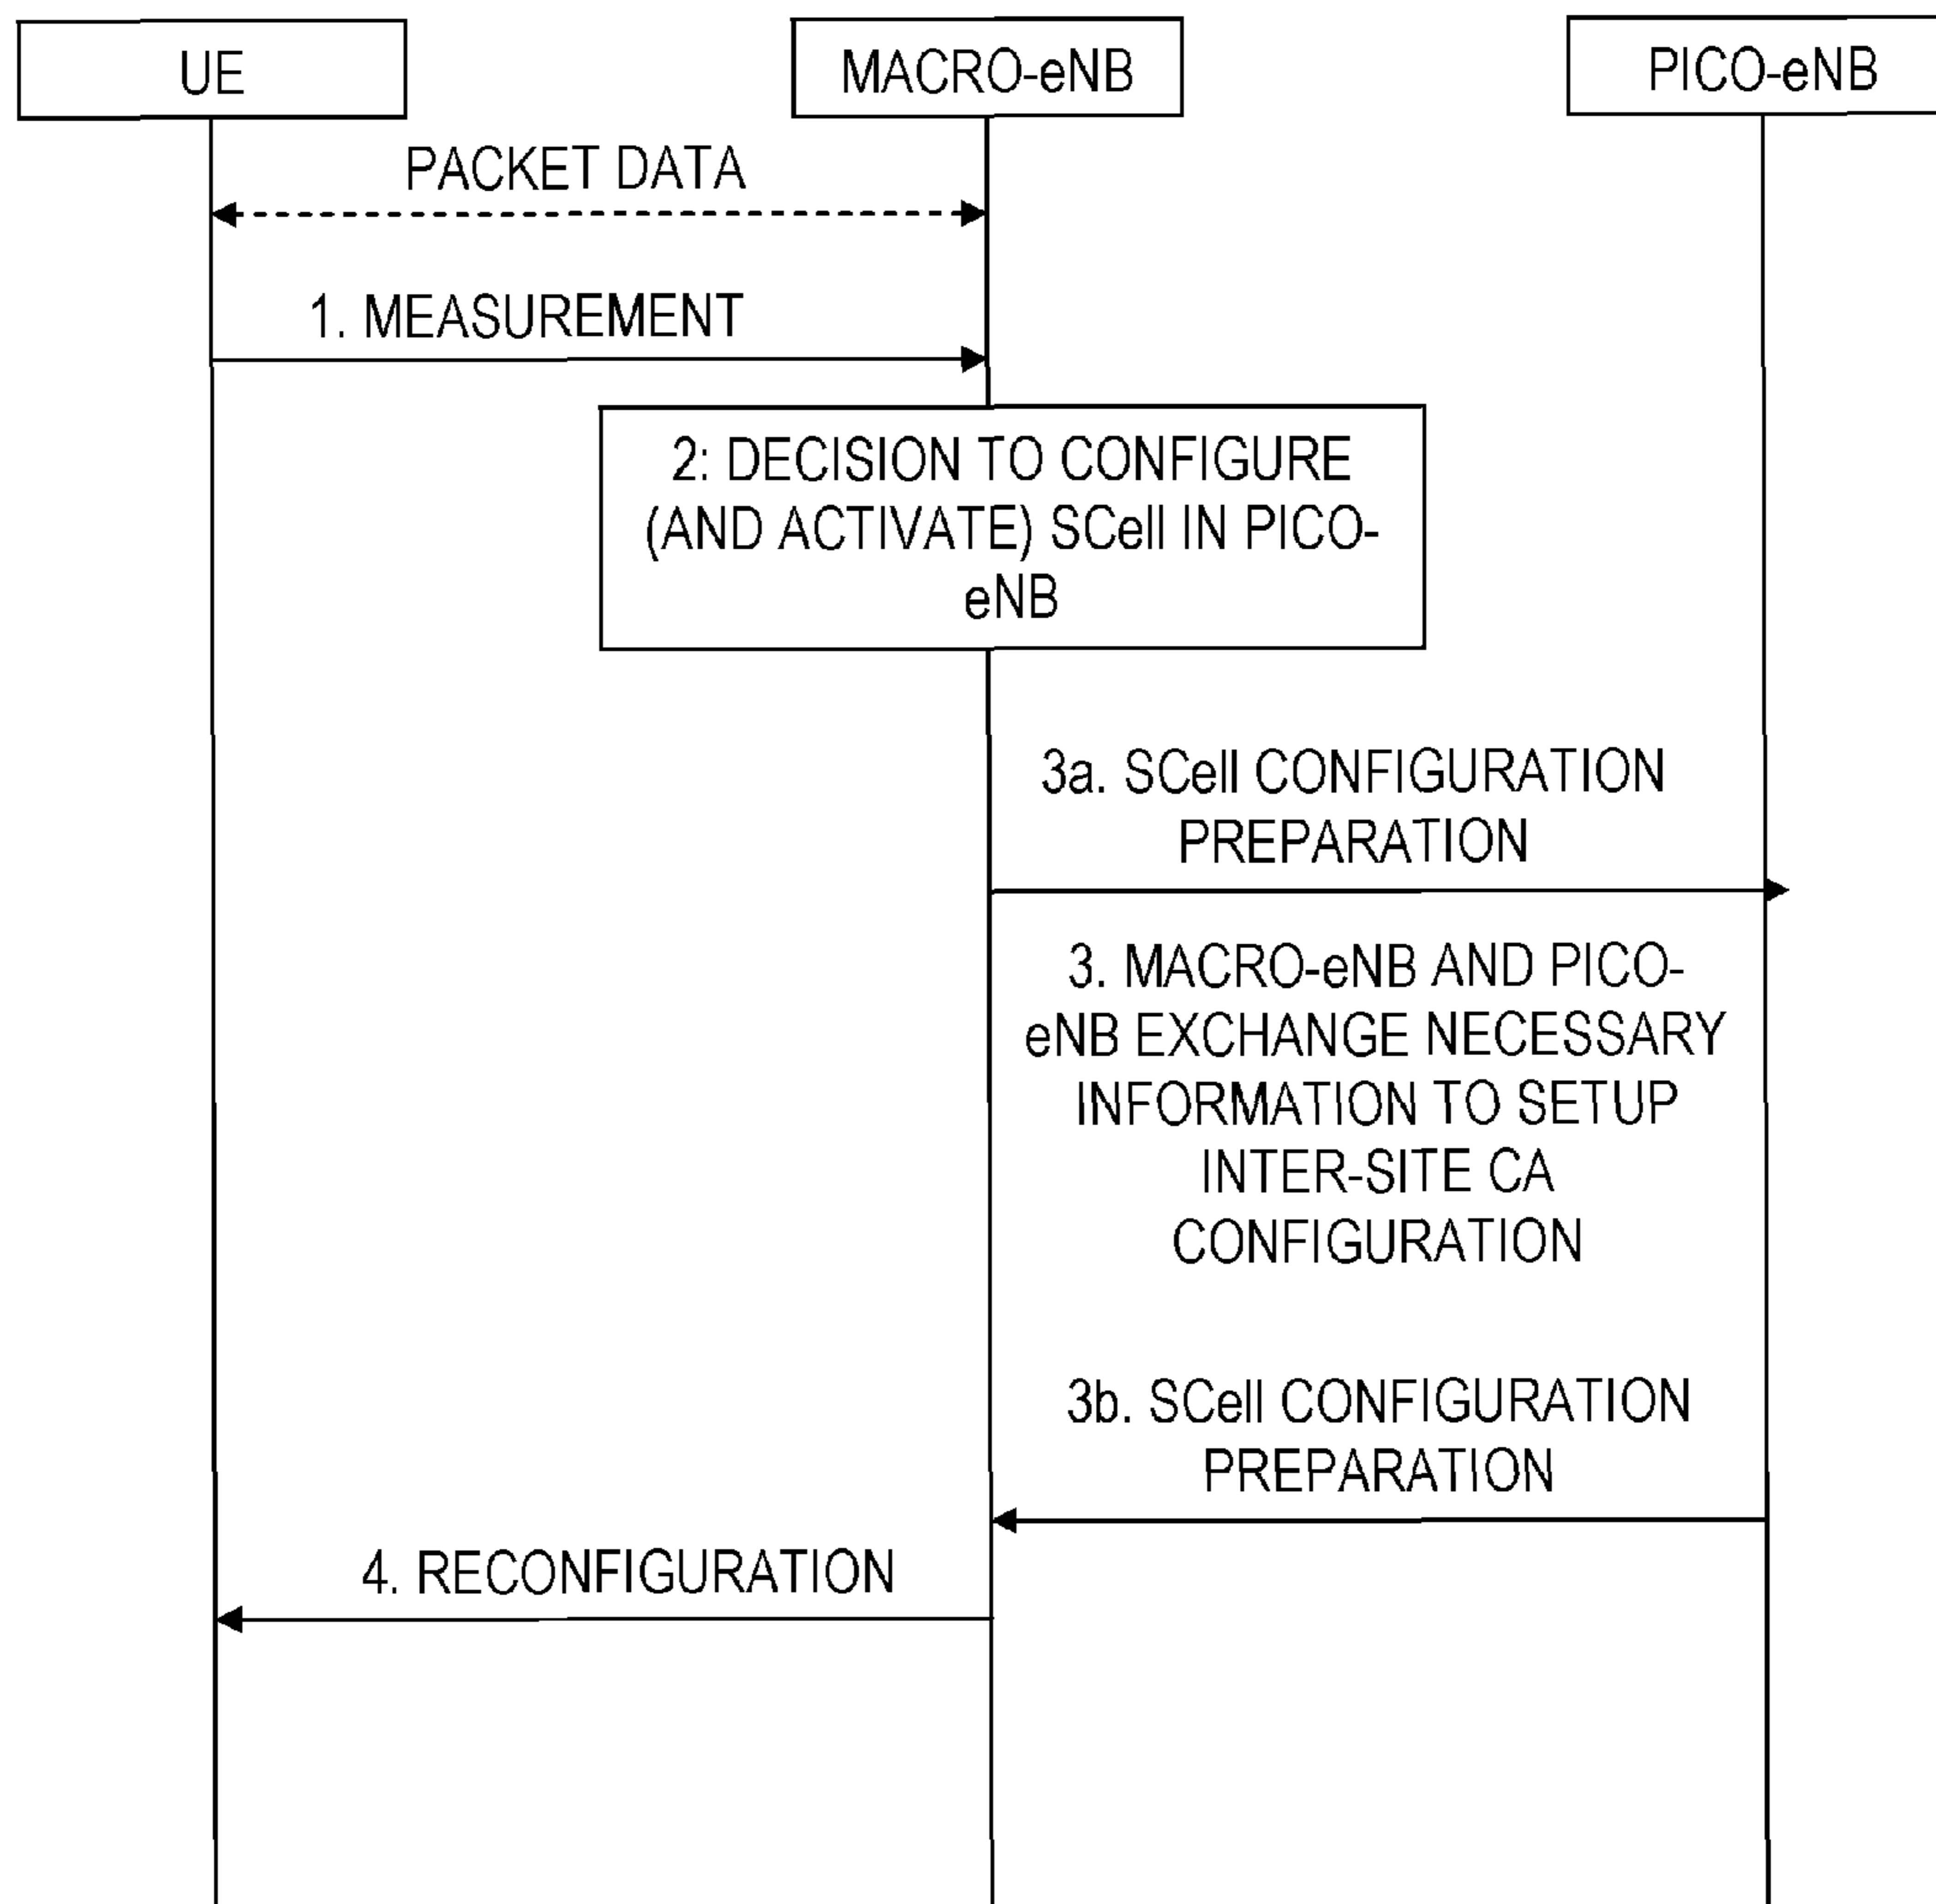 UE
MACRO-eNB
PICO-eNB
PACKET DATA
1. MEASUREMENT
2: DECISION TO CONFIGURE
(AND ACTIVATE) SCell IN PICO-
eNB
3a. SCell CONFIGURATION
PREPARATION
3. MACRO-eNB AND PICO-
eNB EXCHANGE NECESSARY
INFORMATION TO SETUP
INTER-SITE CA
CONFIGURATION
3b. SCell CONFIGURATION
PREPARATION
4. RECONFIGURATION